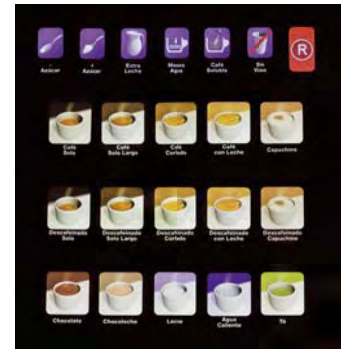 -
Azúcar
+
Azúcar
Extra
Leche
Menos
Agua
Café
Soluble
Sin
Vaso
R
Café
Solo
Café
Solo Largo
Café
Cortado
Café
con Leche
Capuchino
Descafeinado
Solo
Descafeinado
Solo Largo
Descafeinado
Cortado
Descafeinado
con Leche
Descafeinado
Capuchino
Chocolate
Chocoleche
Leche
Agua
Caliente
Té